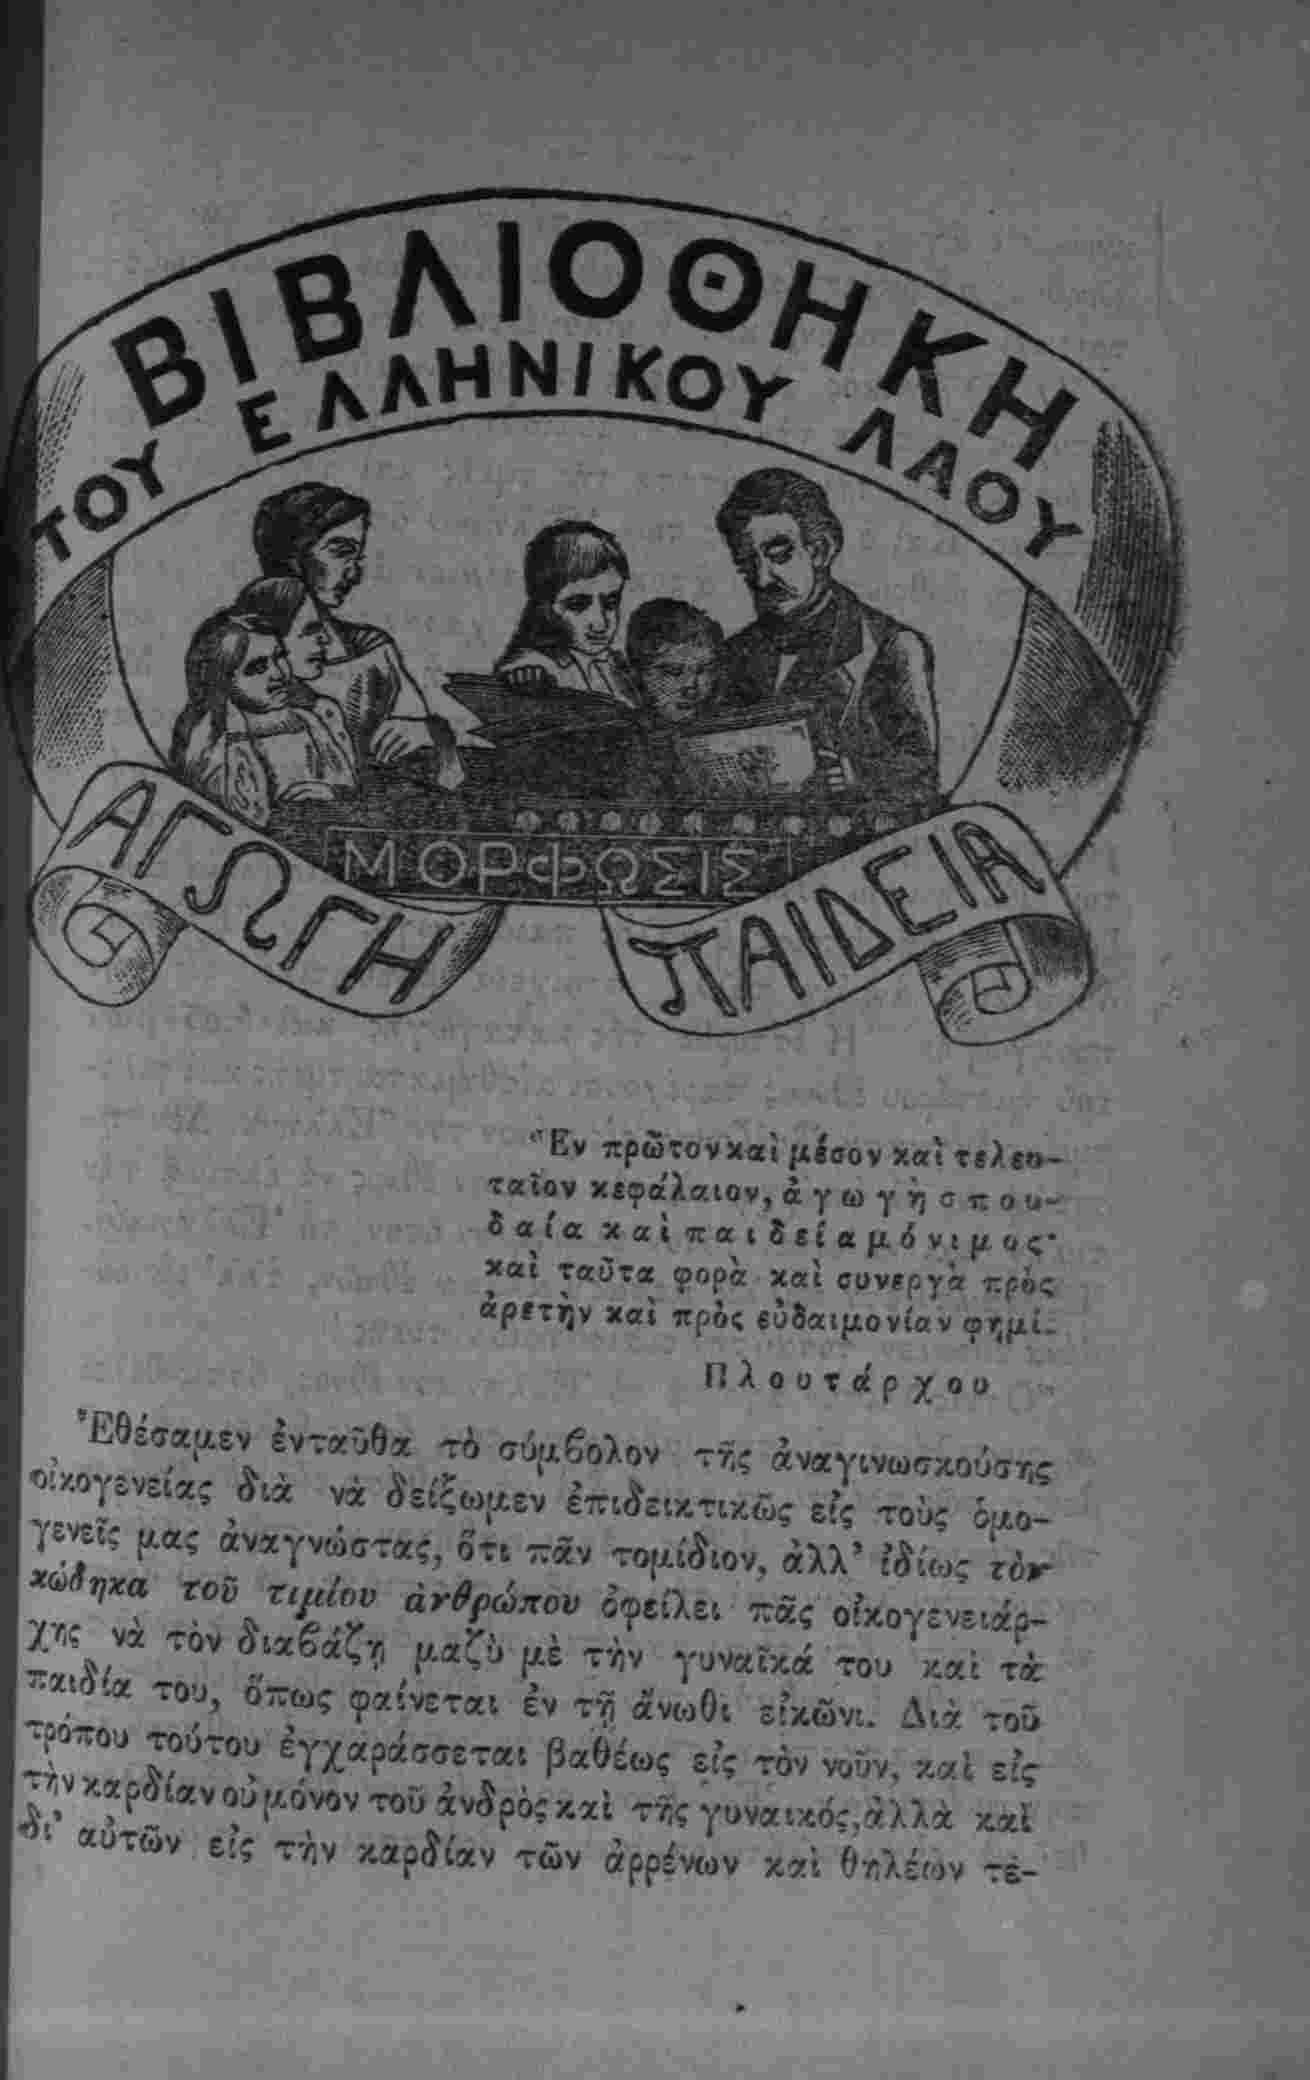 ΒΙΒΛΙΟΘΗΚΗ
ΤΟΥ ΕΛΛΗΝΙΚΟΥ ΛΑΟΥ
ΜΟΡΦΩΣΙΣ
ΑΓΩΓΗ
ΠΑΙΔΕΙΑ
Ἓν πρῶτον καὶ μέσον καὶ τελευ-
ταῖον κεφάλαιον, ἀγωγὴ σπου-
δαία καὶ παιδεία μόνιμος·
καὶ ταῦτα φορὰ καὶ συνεργὰ πρὸς
ἀρετὴν καὶ πρὸς εὐδαιμονίαν φημί.
Πλουτάρχου
Ἐθέσαμεν ἐνταῦθα τὸ σύμβολον τῆς ἀναγινωσκούσης
οἰκογενείας διὰ νὰ δείξωμεν ἐπιδεικτικῶς εἰς τοὺς ὁμο-
γενεῖς μας ἀναγνώστας, ὅτι πᾶν τομίδιον, ἀλλ' ἰδίως τὸν
κώδηκα τοῦ τιμίου ἀνθρώπου ὀφείλει πᾶς οἰκογενειάρ-
χης νὰ τὸν διαβάζῃ μαζὺ μὲ τὴν γυναῖκά του καὶ τὰ
παιδία του, ὅπως φαίνεται ἐν τῇ ἄνωθι εἰκῶνι. Διὰ τοῦ
τρόπου τούτου ἐγχαράσσεται βαθέως εἰς τὸν νοῦν, καὶ εἰς
τὴν καρδίαν οὐ μόνον τοῦ ἀνδρὸς καὶ τῆς γυναικός, ἀλλὰ καὶ
δι' αὐτῶν εἰς τὴν καρδίαν τῶν ἀρρένων καὶ θηλέων τέ-